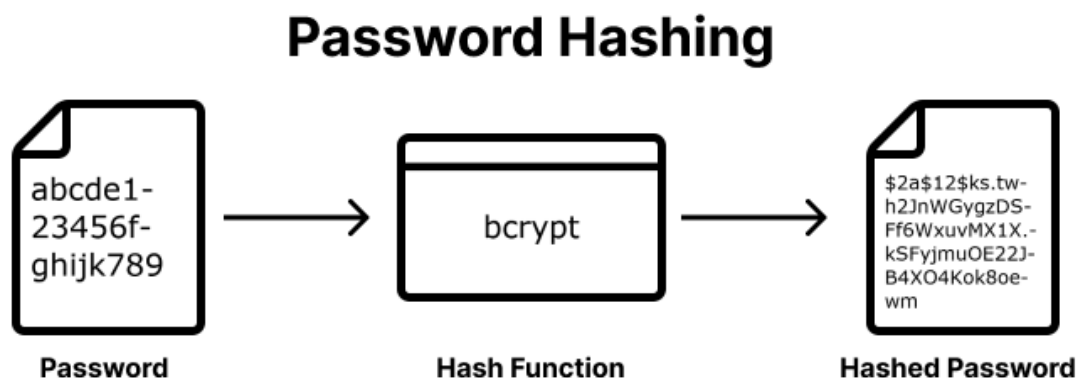 Password Hashing
abcde1-
23456f-
ghijk789
bcrypt
$2a$12$ks.tw-
h2JnWGygzDS-
Ff6WxuvMX1X.-
kSFyjmuOE22J-
B4XO4Kok8oe-
wm
Password
Hash Function
Hashed Password